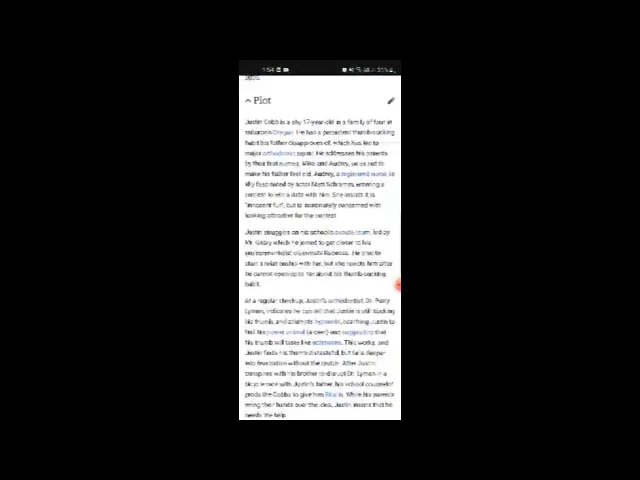 2005.
Plot
Justin Cobb is a shy 17-year-old in a family of four in
suburban Oregon. He has a persistent thumb-sucking
habit his father disapproves of, which has led to
major orthodontic repair. He addresses his parents
by their first names, Mike and Audrey, so as not to
make his father feel old. Audrey, a registered nurse, is
idly fascinated by actor Matt Schramm, entering a
contest to win a date with him. She insists it is
"innocent fun", but is inordinately concerned with
looking attractive for the contest.
Justin struggles on his school's debate team, led by
Mr. Geary which he joined to get closer to his
environmentalist classmate Rebecca. He tries to
start a relationship with her, but she rejects him after
he cannot open up to her about his thumb-sucking
habit.
At a regular checkup, Justin's orthodontist, Dr. Perry
Lyman, indicates he can tell that Justin is still sucking
his thumb, and attempts hypnosis, coaching Justin to
find his power animal (a deer) and suggesting that
his thumb will taste like echinacea. This works, and
Justin finds his thumb distasteful, but falls deeper
into frustration without the crutch. After Justin
conspires with his brother to disrupt Dr. Lyman in a
bicycle race with Justin's father, his school counselor
prods the Cobbs to give him Ritalin. While his parents
wring their hands over the idea, Justin insists that he
needs the help.